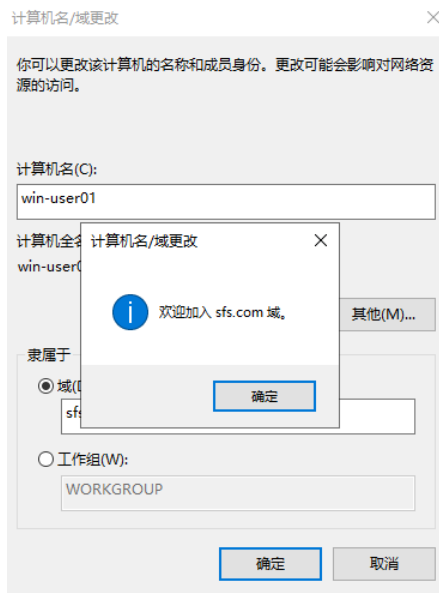 计算机名/域更改
你可以更改该计算机的名称和成员身份。更改可能会影响对网络资
源的访问。
计算机名(C):
win-user01
计算机全名
win-user0
计算机名/域更改
欢迎加入 sfs.com 域。
确定
其他(M)...
隶属于
域(D
sfs
工作组(W):
WORKGROUP
确定
取消